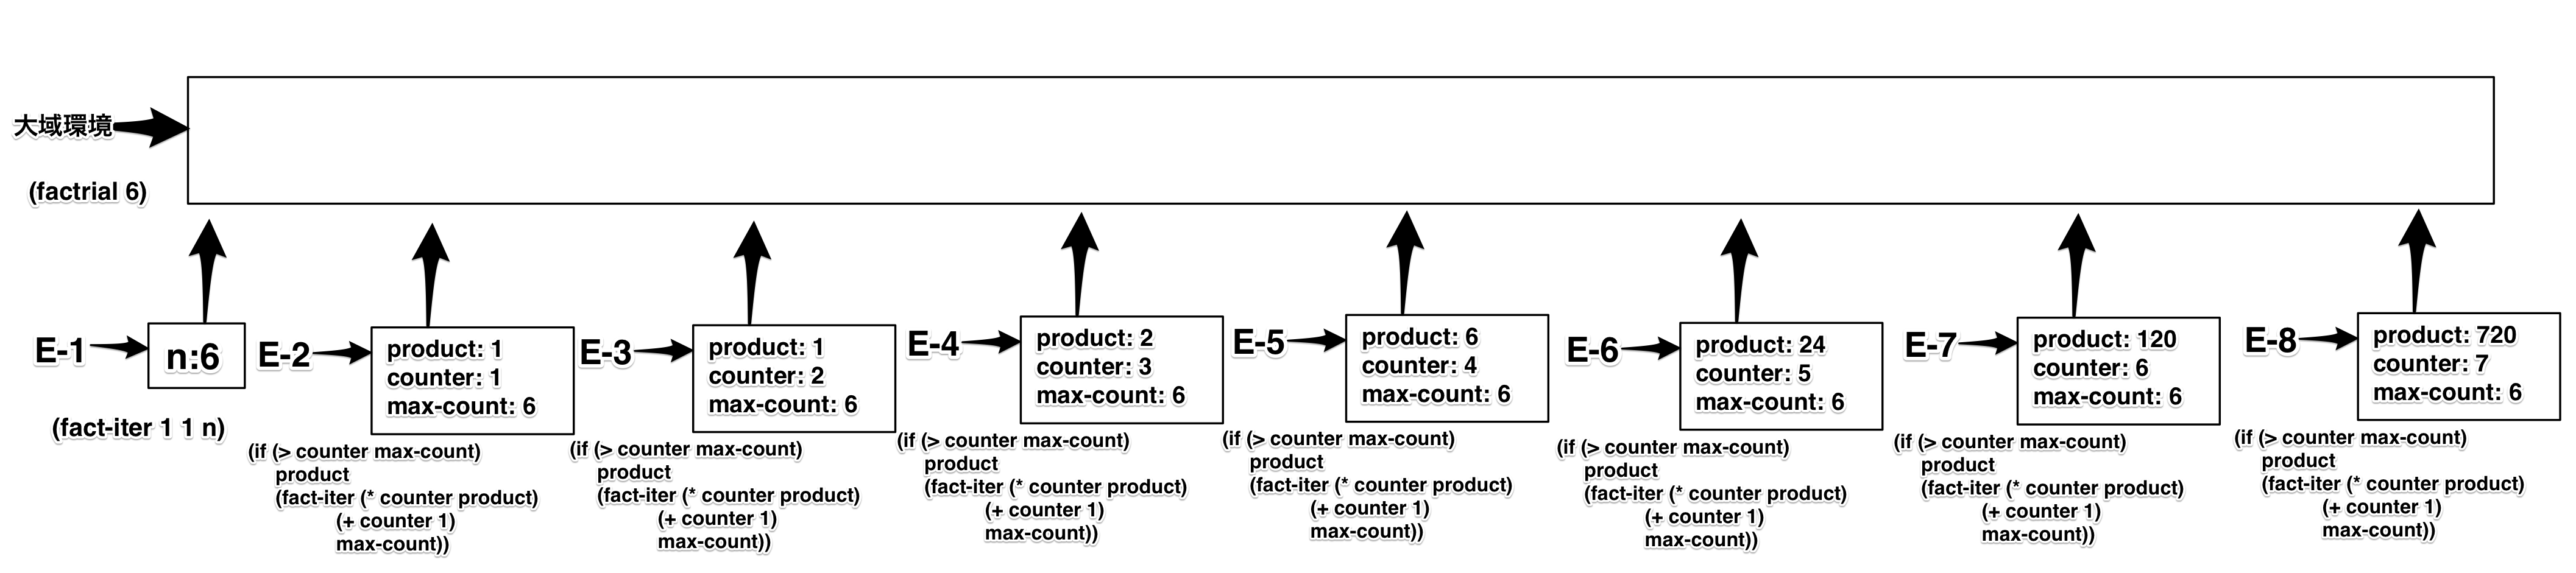 大域環境
(factrial 6)
E-1
n:6
(fact-iter 1 1 n)
E-2
product: 1
counter: 1
max-count: 6
(if (> counter max-count)
product
(fact-iter (* counter product)
(+ counter 1)
max-count))
E-3
product: 1
counter: 2
max-count: 6
(if (> counter max-count)
product
(fact-iter (* counter product)
(+ counter 1)
max-count))
E-4
product: 2
counter: 3
max-count: 6
(if (> counter max-count)
product
(fact-iter (* counter product)
(+ counter 1)
max-count))
E-5
product: 6
counter: 4
max-count: 6
(if (> counter max-count)
product
(fact-iter (* counter product)
(+ counter 1)
max-count))
E-6
product: 24
counter: 5
max-count: 6
(if (> counter max-count)
product
(fact-iter (* counter product)
(+ counter 1)
max-count))
E-7
product: 120
counter: 6
max-count: 6
(if (> counter max-count)
product
(fact-iter (* counter product)
(+ counter 1)
max-count))
E-8
product: 720
counter: 7
max-count: 6
(if (> counter max-count)
product
(fact-iter (* counter product)
(+ counter 1)
max-count))